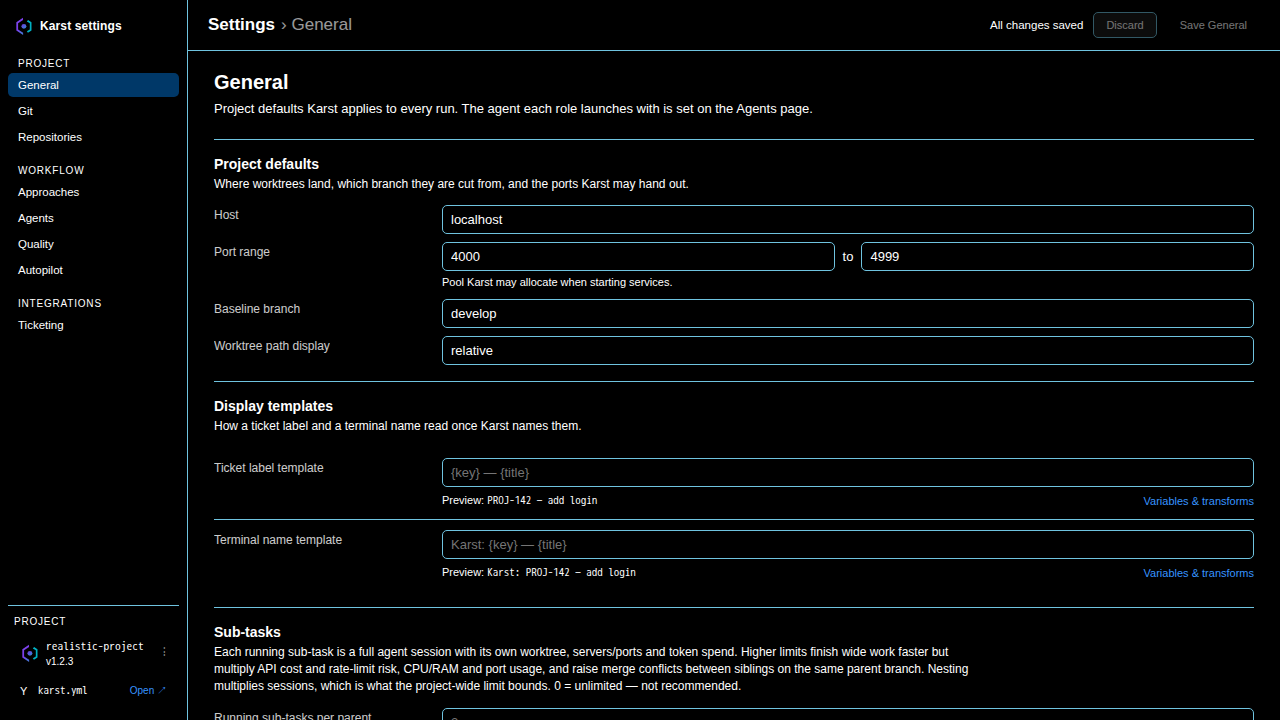 Karst settings
PROJECT
General
Git
Repositories
WORKFLOW
Approaches
Agents
Quality
Autopilot
INTEGRATIONS
Ticketing
PROJECT
realistic-project
v1.2.3
Y karst.yml Open ↗
Settings › General
All changes saved Discard Save General
General
Project defaults Karst applies to every run. The agent each role launches with is set on the Agents page.
Project defaults
Where worktrees land, which branch they are cut from, and the ports Karst may hand out.
Host localhost
Port range 4000 to 4999
Pool Karst may allocate when starting services.
Baseline branch develop
Worktree path display relative
Display templates
How a ticket label and a terminal name read once Karst names them.
Ticket label template {key} — {title}
Preview: PROJ-142 — add login Variables & transforms
Terminal name template Karst: {key} — {title}
Preview: Karst: PROJ-142 — add login Variables & transforms
Sub-tasks
Each running sub-task is a full agent session with its own worktree, servers/ports and token spend. Higher limits finish wide work faster but
multiply API cost and rate-limit risk, CPU/RAM and port usage, and raise merge conflicts between siblings on the same parent branch. Nesting
multiplies sessions, which is what the project-wide limit bounds. 0 = unlimited — not recommended.
Running sub-tasks per parent